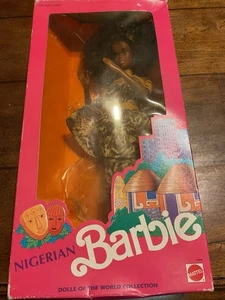 NIGERIAN
Barbie
DOLLS OF THE WORLD COLLECTION
MATTEL